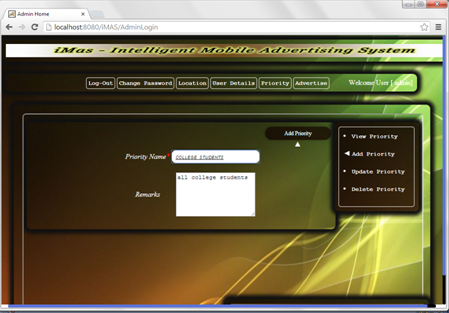 Admin Home
localhost:8080/iMAS/AdminLogin
iMas - Intelligent Mobile Advertising System
Log-Out Change Password Location User Details Priority Advertise Welcome User [admin]
Add Priority
Priority Name* COLLEGE STUDENTS
Remarks
all college students
View Priority
Add Priority
Update Priority
Delete Priority